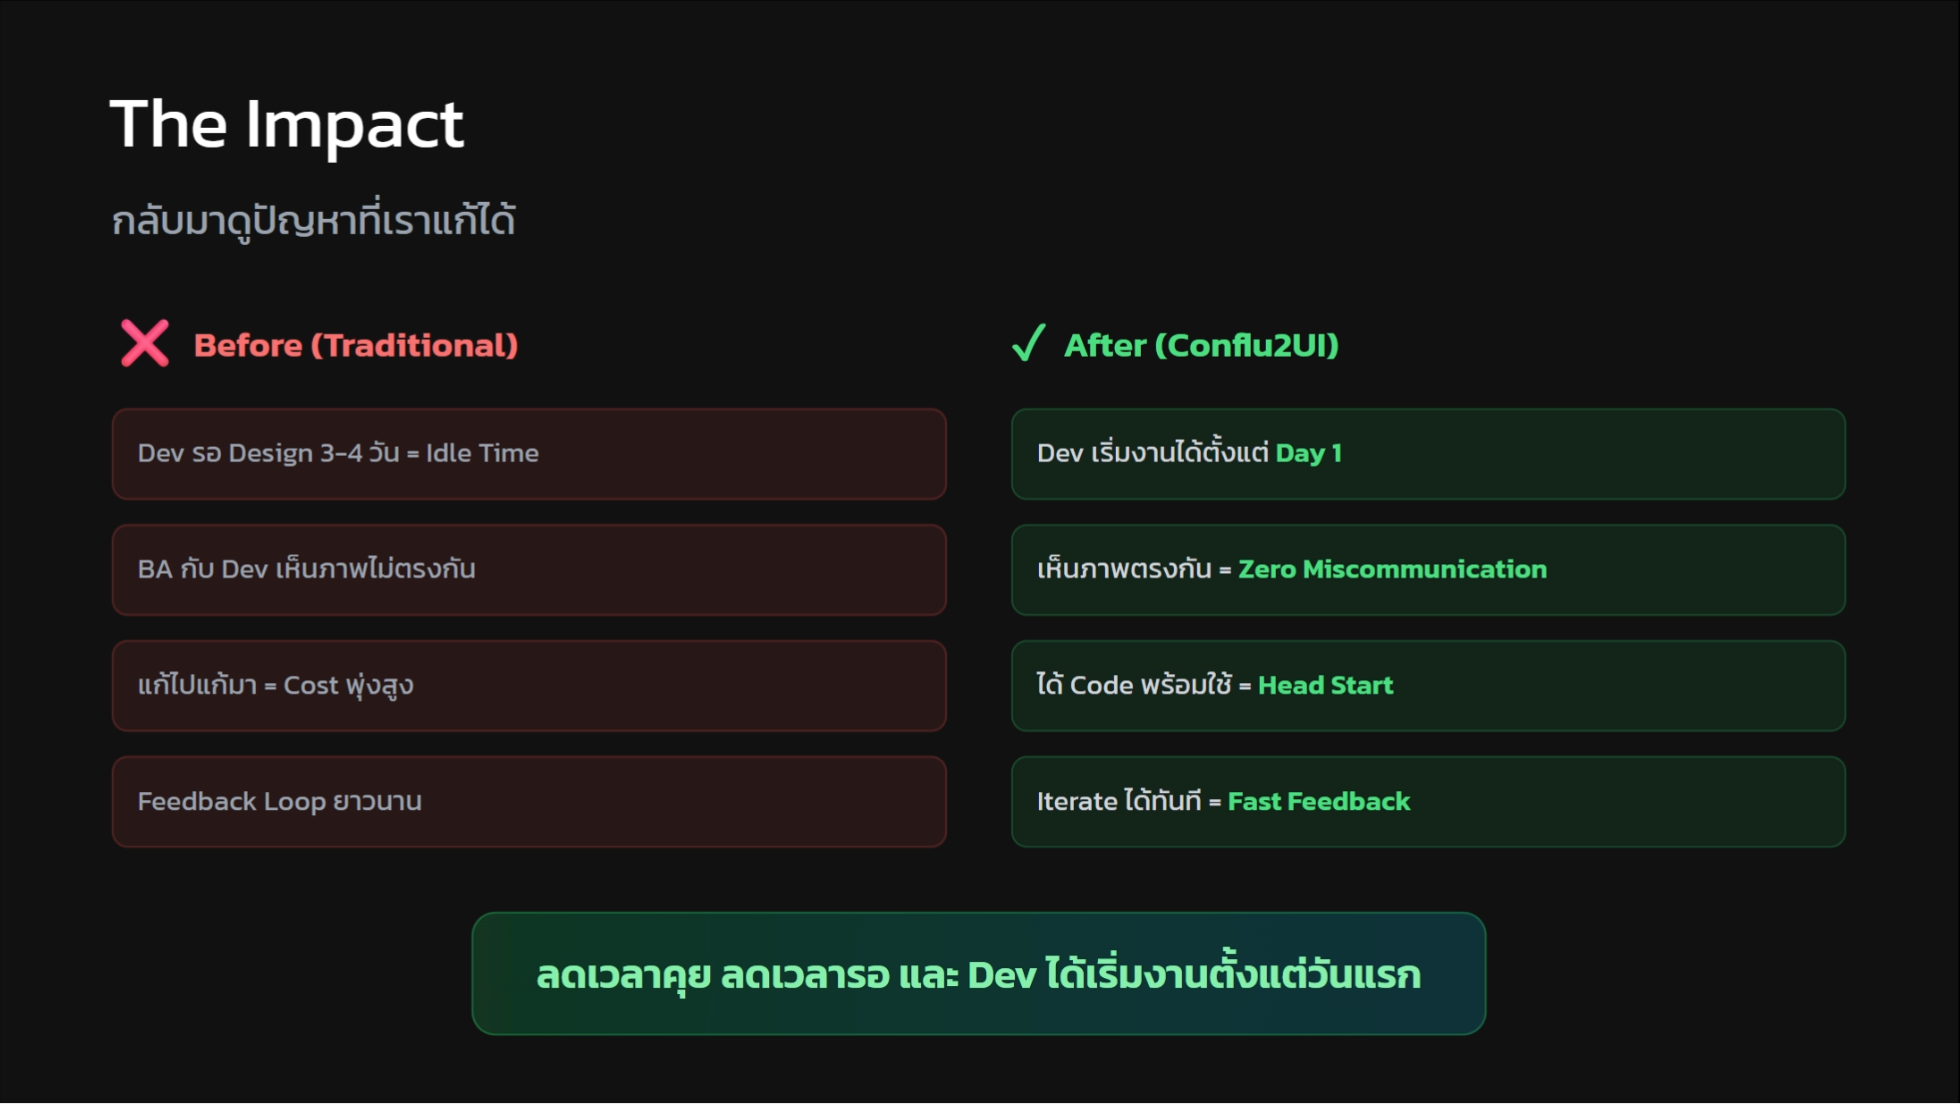 The Impact
กลับมาดูปัญหาที่เราแก้ได้
❌ Before (Traditional)
Dev รอ Design 3-4 วัน = Idle Time
BA กับ Dev เห็นภาพไม่ตรงกัน
แก้ไปแก้มา = Cost พุ่งสูง
Feedback Loop ยาวนาน
✓ After (Conflu2UI)
Dev เริ่มงานได้ตั้งแต่ Day 1
เห็นภาพตรงกัน = Zero Miscommunication
ได้ Code พร้อมใช้ = Head Start
Iterate ได้ทันที = Fast Feedback
ลดเวลาคุย ลดเวลารอ และ Dev ได้เริ่มงานตั้งแต่วันแรก